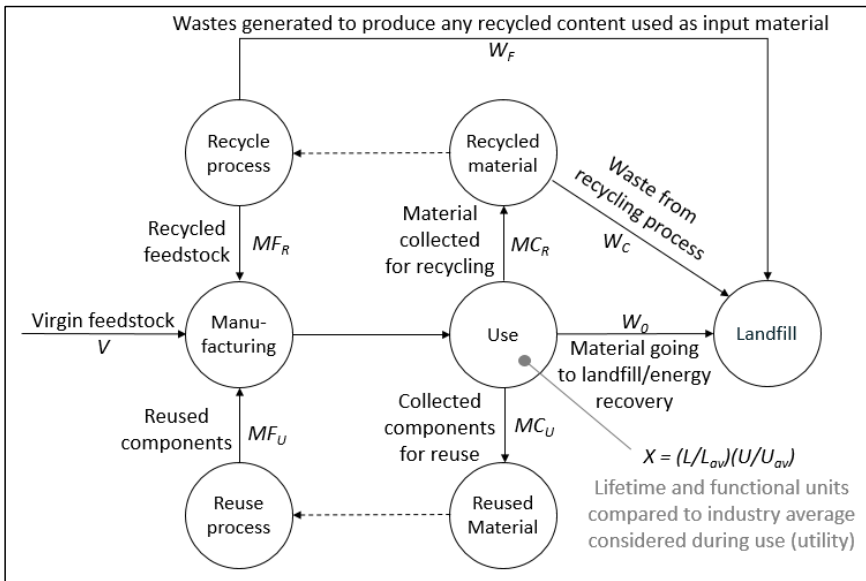 Wastes generated to produce any recycled content used as input material
W_F
Recycle
process
Recycled
material
Waste from
recycling process
W_C
Recycled
feedstock
MF_R
Material
collected
for recycling
MC_R
Virgin feedstock
V
Manu-
facturing
Use
W_0
Material going
to landfill/energy
recovery
Landfill
Reused
components
MF_U
Collected
components
for reuse
MC_U
X = (L/L_av)(U/U_av)
Reuse
process
Reused
Material
Lifetime and functional units
compared to industry average
considered during use (utility)